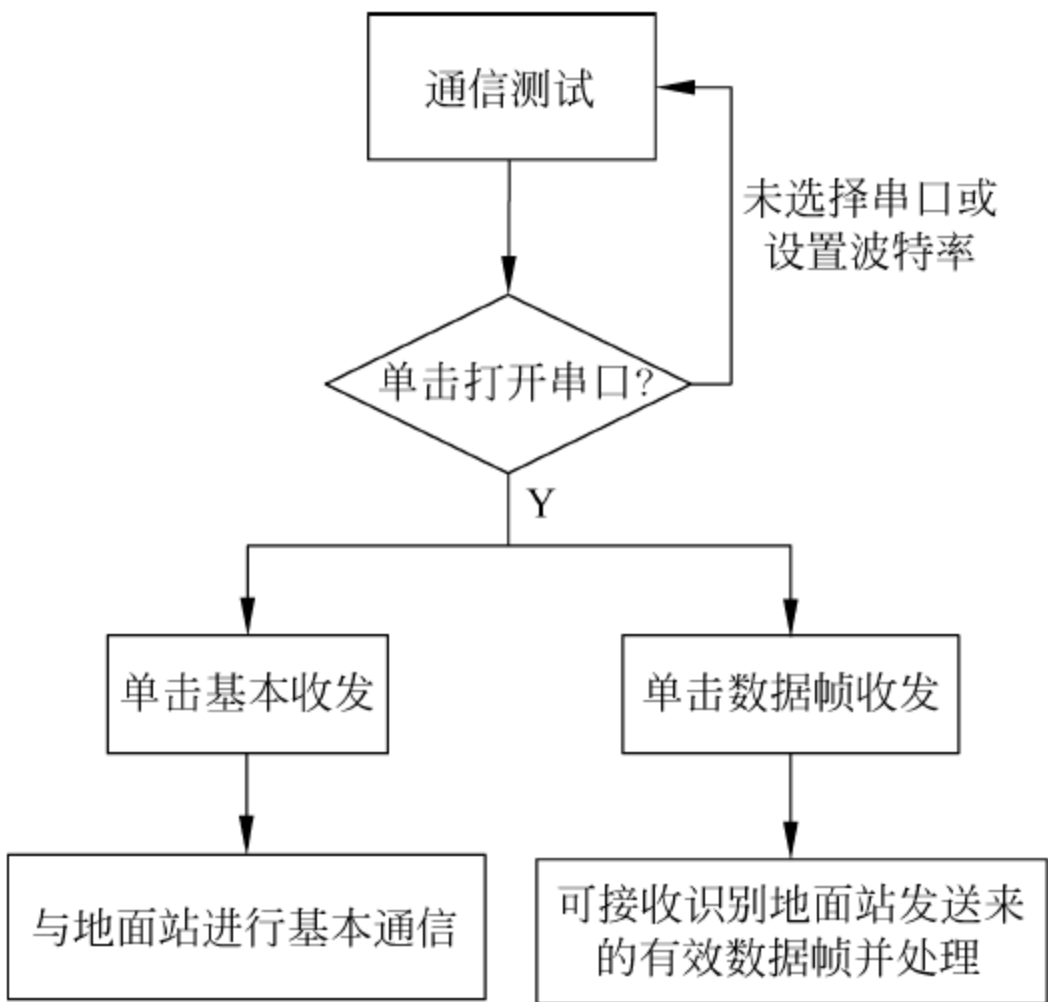 通信测试
未选择串口或
设置波特率
单击打开串口?
Y
单击基本收发
单击数据帧收发
与地面站进行基本通信
可接收识别地面站发送来
的有效数据帧并处理